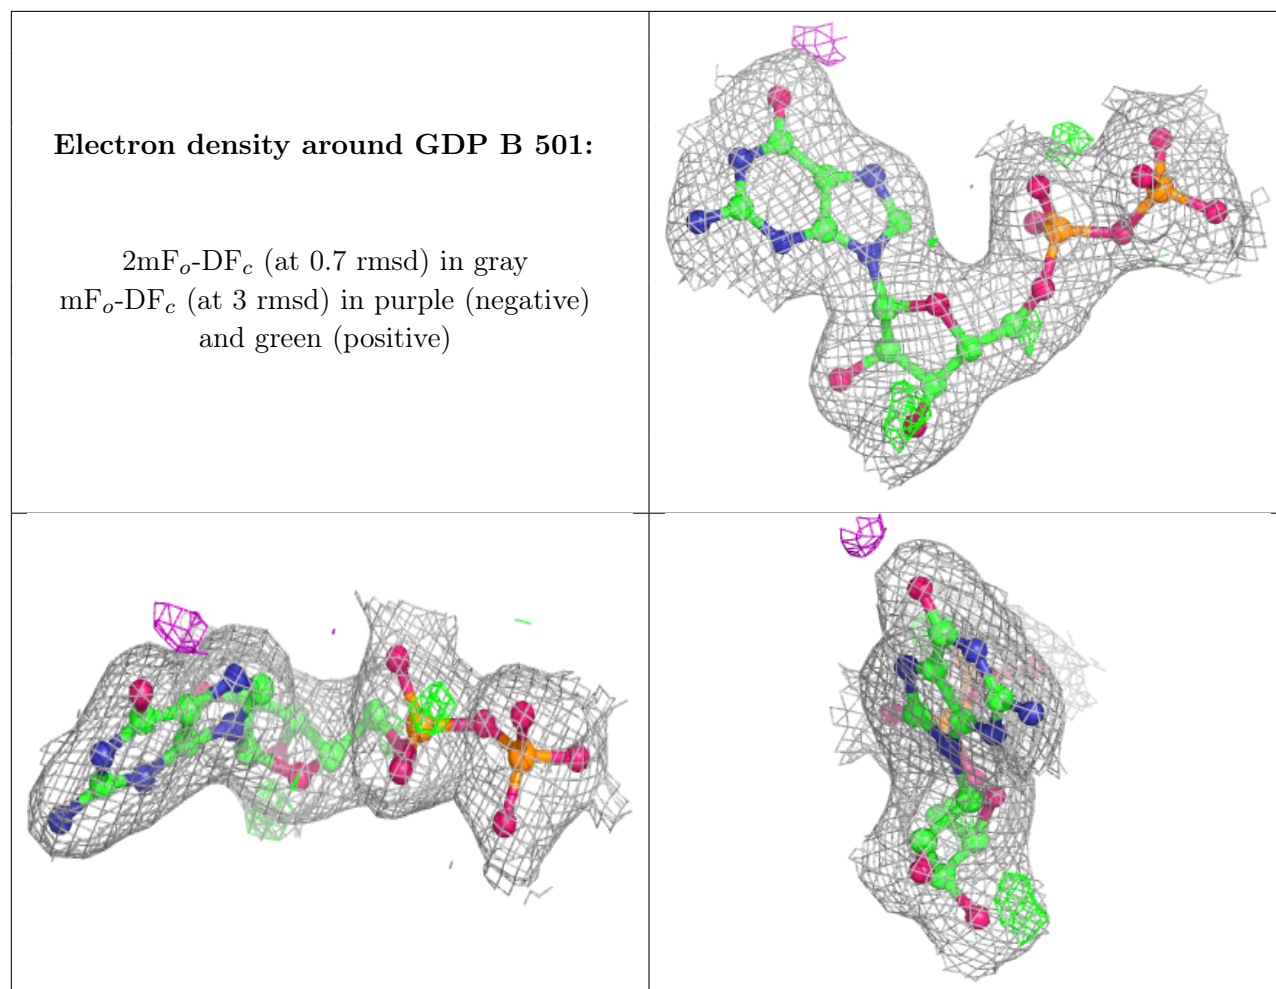 Electron density around GDP B 501:
2mFo-DFc (at 0.7 rmsd) in gray
mFo-DFc (at 3 rmsd) in purple (negative)
and green (positive)